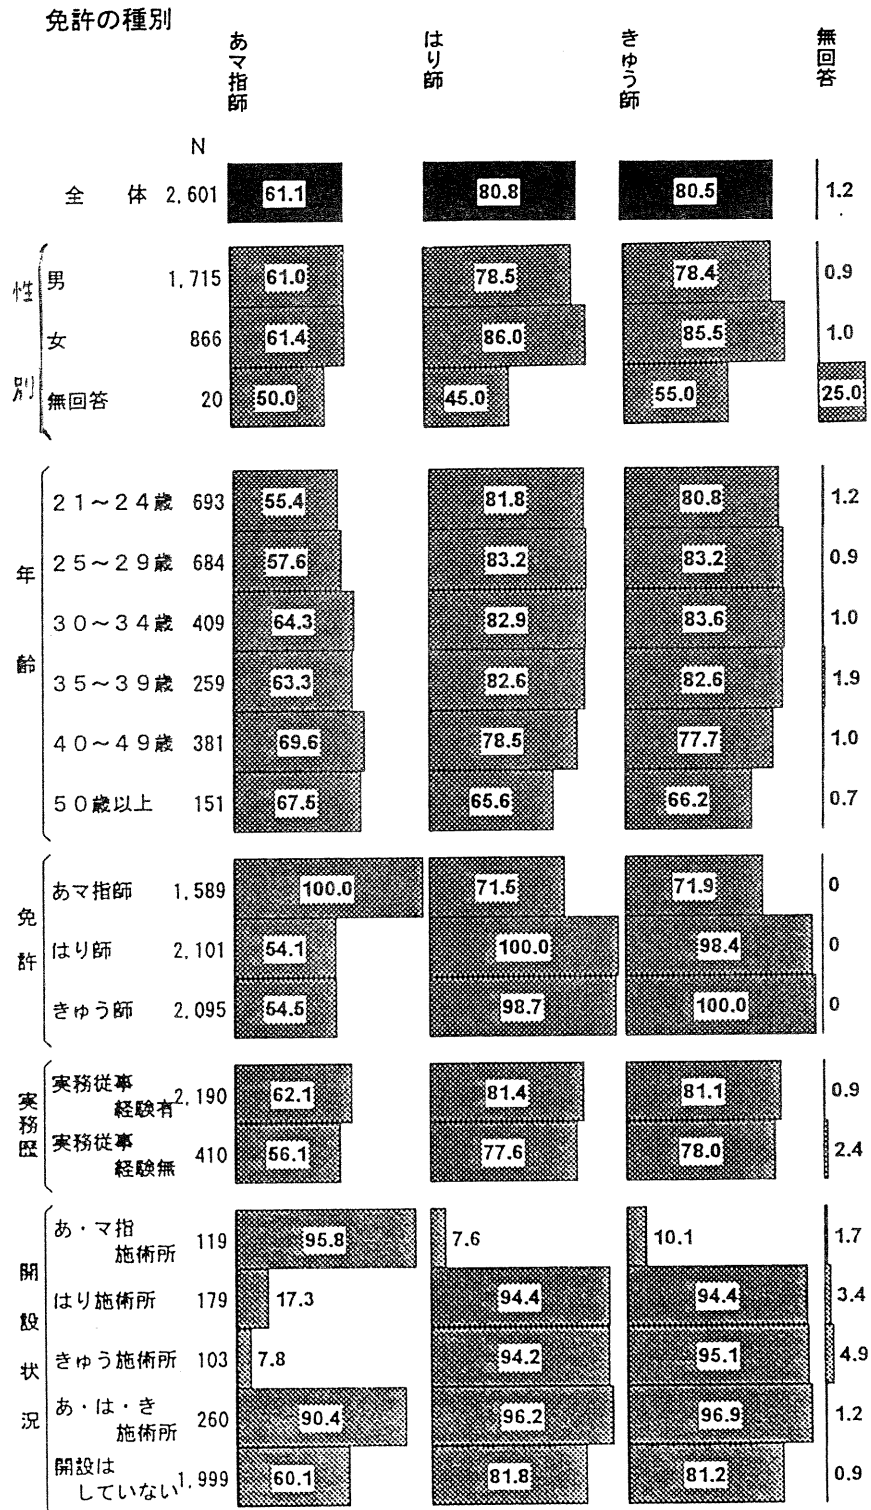 免許の種別
あマ指師 はり師 きゅう師 無回答
N
全 体 2,601 61.1 80.8 80.5 1.2
性別
男 1,715 61.0 78.5 78.4 0.9
女 866 61.4 86.0 85.5 1.0
無回答 20 50.0 45.0 55.0 25.0
年齢
21~24歳 693 55.4 81.8 80.8 1.2
25~29歳 684 57.6 83.2 83.2 0.9
30~34歳 409 64.3 82.9 83.6 1.0
35~39歳 259 63.3 82.6 82.6 1.9
40~49歳 381 69.6 78.5 77.7 1.0
50歳以上 151 67.5 65.6 66.2 0.7
免許
あマ指師 1,589 100.0 71.5 71.9 0
はり師 2,101 54.1 100.0 98.4 0
きゅう師 2,095 54.5 98.7 100.0 0
実務歴
実務従事
経験有 2,190 62.1 81.4 81.1 0.9
実務従事
経験無 410 56.1 77.6 78.0 2.4
開設状況
あ・マ指
施術所 119 95.8 7.6 10.1 1.7
はり施術所 179 17.3 94.4 94.4 3.4
きゅう施術所 103 7.8 94.2 95.1 4.9
あ・は・き
施術所 260 90.4 96.2 96.9 1.2
開設は
していない 1,999 60.1 81.8 81.2 0.9